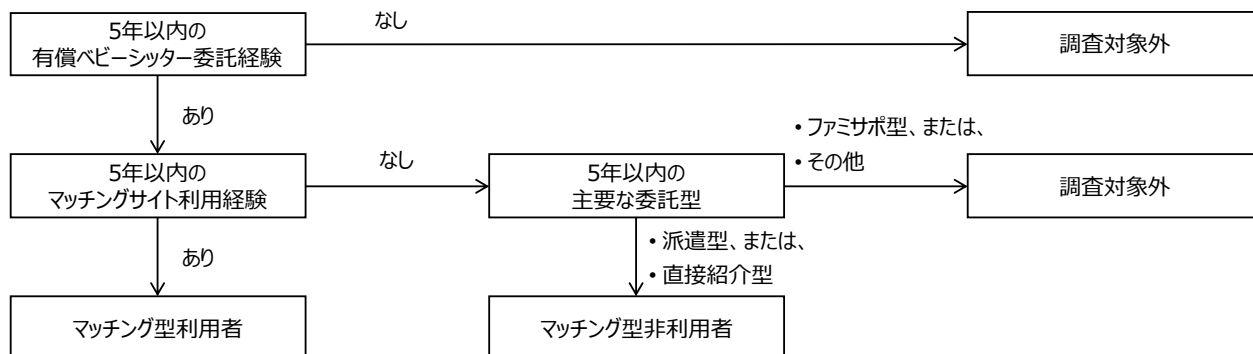 5年以内の
有償ベビーシッター委託経験
なし
調査対象外
あり
5年以内の
マッチングサイト利用経験
なし
5年以内の
主要な委託型
• ファミサポ型、または、
• その他
調査対象外
あり
• 派遣型、または、
• 直接紹介型
マッチング型利用者
マッチング型非利用者